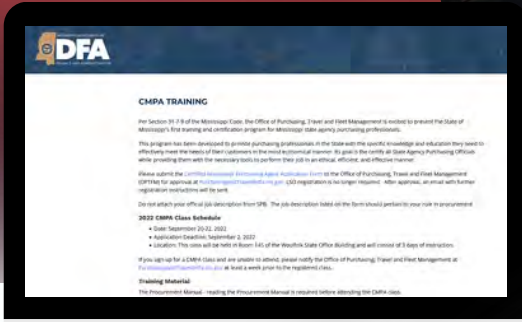 DFA
CMPA TRAINING
Per Section 31-7-9 of the Mississippi Code, the Office of Purchasing, Travel and Fleet Management is excited to present the State of
Mississippi's first training and certification program for Mississippi state agency purchasing professionals.
This program has been developed to provide purchasing professionals in the State with the specific knowledge and education they need to
effectively meet the needs of their customers in the most economical manner. Its goal is the certify all State Agency Purchasing Officials
while providing them with the necessary tools to perform their job in an ethical, efficient, and effective manner.
Please submit the Certified Mississippi Purchasing Agent Application Form to the Office of Purchasing, Travel and Fleet Management
(OPTFM) for approval at LSO registration is no longer required. After approval, an email with further
registration instructions will be sent.
Do not attach your official job description from SPB. The job description listed on the form should pertain to your role in procurement
2022 CMPA Class Schedule
• Date: September 20-22, 2022
• Application Deadline: September 2, 2022
• Location: This class will be held in Room 145 of the Woolfolk State Office Building and will consist of 3 days of instruction.
If you sign up for a CMPA class and are unable to attend, please notify the Office of Purchasing, Travel and Fleet Management at
at least a week prior to the registered class.
Training Material
The Procurement Manual - reading the Procurement Manual is required before attending the CMPA class.